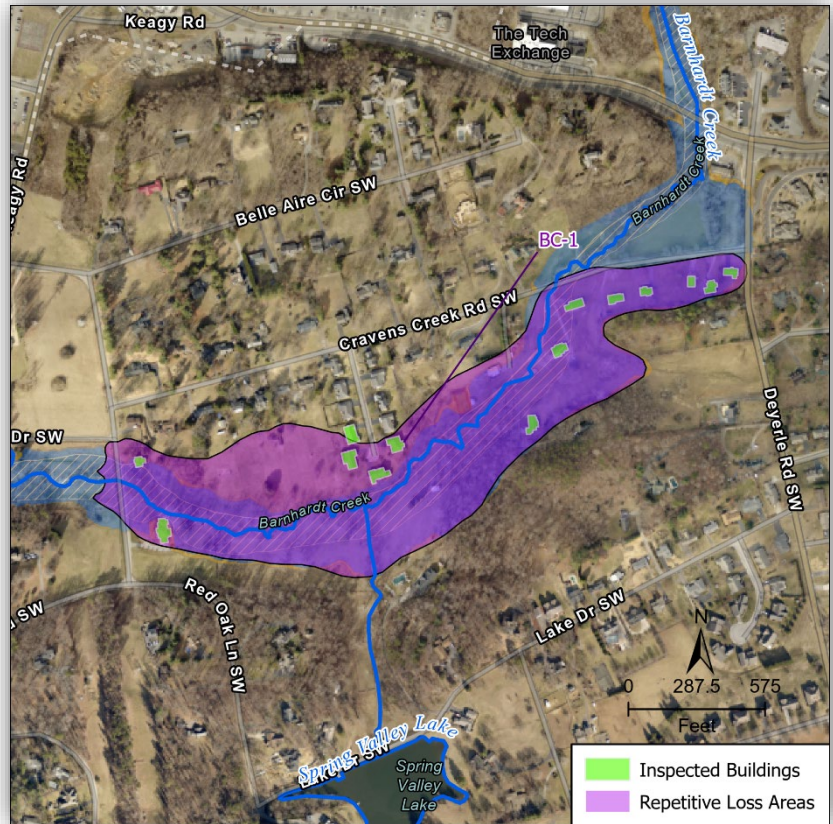 Keagy Rd
The Tech
Exchange
Barnhardt Creek
Barnhardt Creek
Belle Aire Cir SW
BC-1
Cravens Creek Rd SW
Dr SW
Barnhardt Creek
Deyerle Rd SW
Red Oak Ln SW
Lake Dr SW
N
0 287.5 575
Feet
Spring Valley Lake
Spring
Valley
Lake
Inspected Buildings
Repetitive Loss Areas